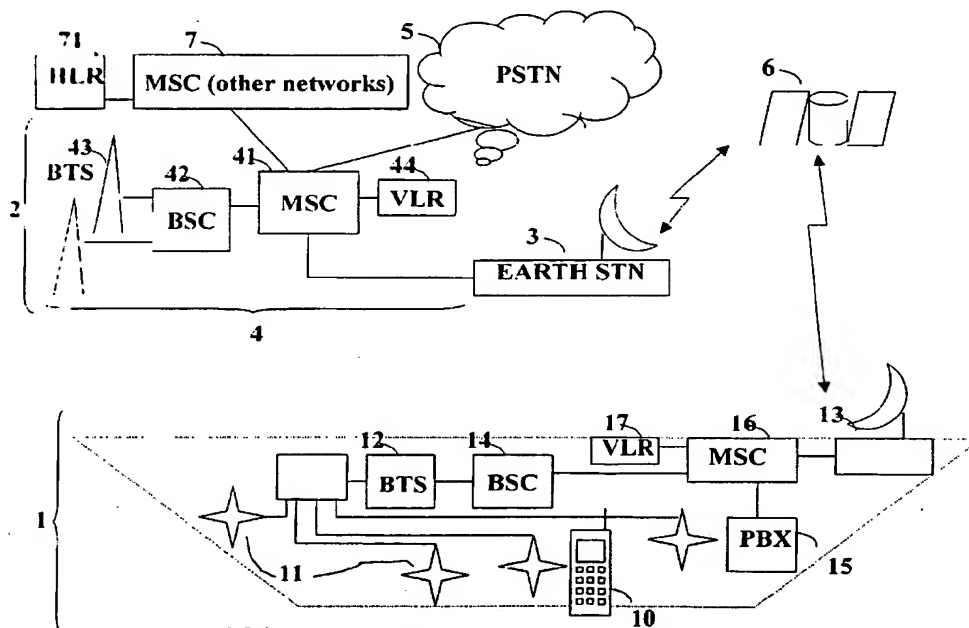 71
7
5
HLR
MSC (other networks)
PSTN
6
43
BTS
42
41
44
2
BSC
MSC
VLR
3
EARTH STN
4
17
16
13
12
14
VLR
MSC
BTS
BSC
1
PBX
11
15
10